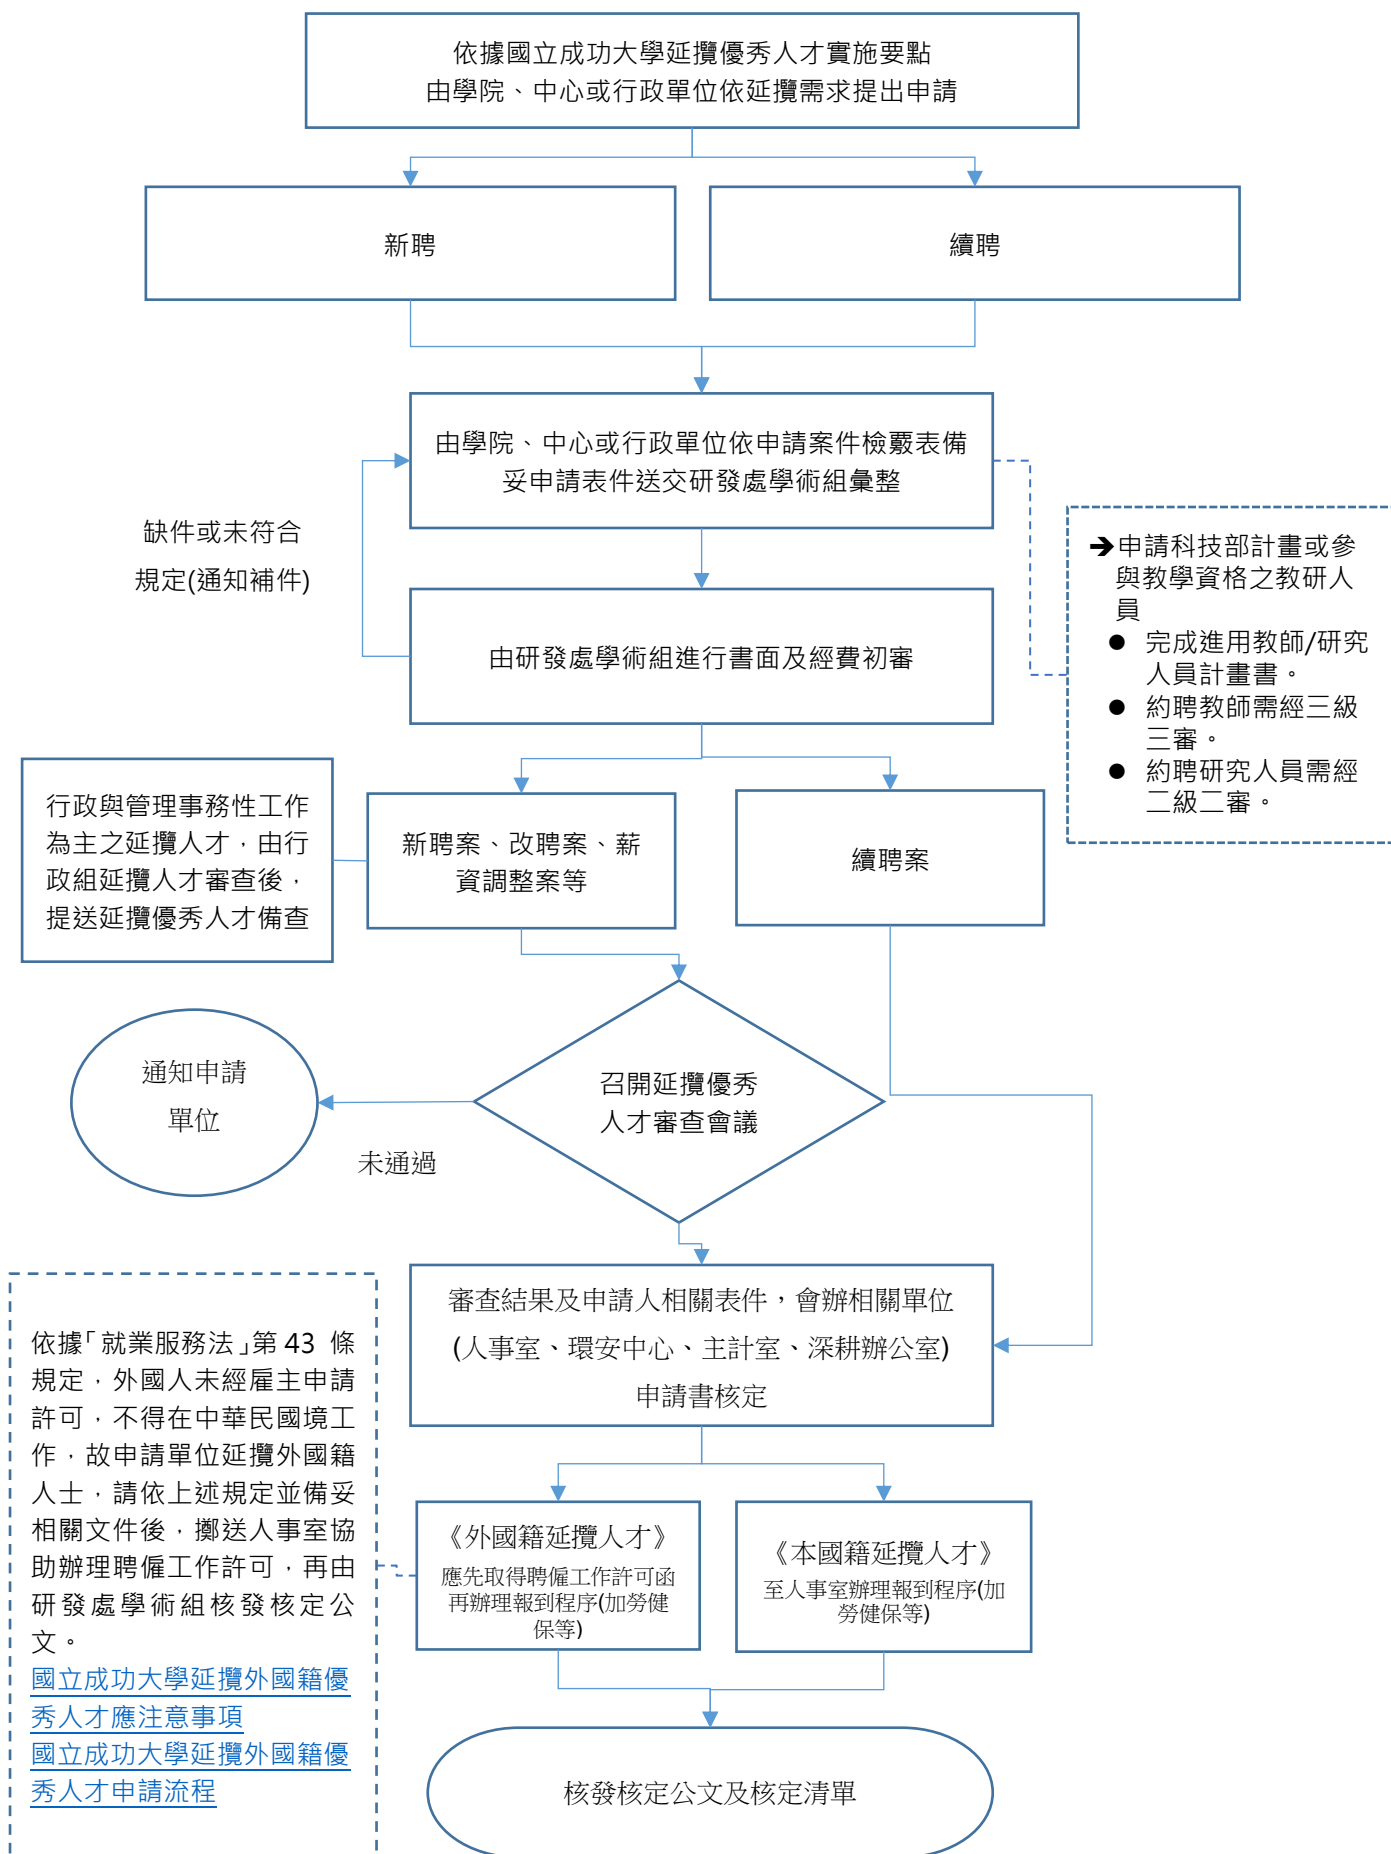 依據國立成功大學延攬優秀人才實施要點
由學院、中心或行政單位依延攬需求提出申請
新聘
續聘
由學院、中心或行政單位依申請案件檢覈表備
妥申請表件送交研發處學術組彙整
缺件或未符合
規定(通知補件)
➔申請科技部計畫或參
與教學資格之教研人
員
● 完成進用教師/研究
人員計畫書。
● 約聘教師需經三級
三審。
● 約聘研究人員需經
二級二審。
由研發處學術組進行書面及經費初審
行政與管理事務性工作
為主之延攬人才，由行
政組延攬人才審查後，
提送延攬優秀人才備查
新聘案、改聘案、薪
資調整案等
續聘案
召開延攬優秀
人才審查會議
通知申請
單位
未通過
審查結果及申請人相關表件，會辦相關單位
(人事室、環安中心、主計室、深耕辦公室)
申請書核定
依據「就業服務法」第 43 條
規定，外國人未經雇主申請
許可，不得在中華民國境工
作，故申請單位延攬外國籍
人士，請依上述規定並備妥
相關文件後，擲送人事室協
助辦理聘僱工作許可，再由
研發處學術組核發核定公
文。
國立成功大學延攬外國籍優
秀人才應注意事項
國立成功大學延攬外國籍優
秀人才申請流程
《外國籍延攬人才》
應先取得聘僱工作許可函
再辦理報到程序(加勞健
保等)
《本國籍延攬人才》
至人事室辦理報到程序(加
勞健保等)
核發核定公文及核定清單